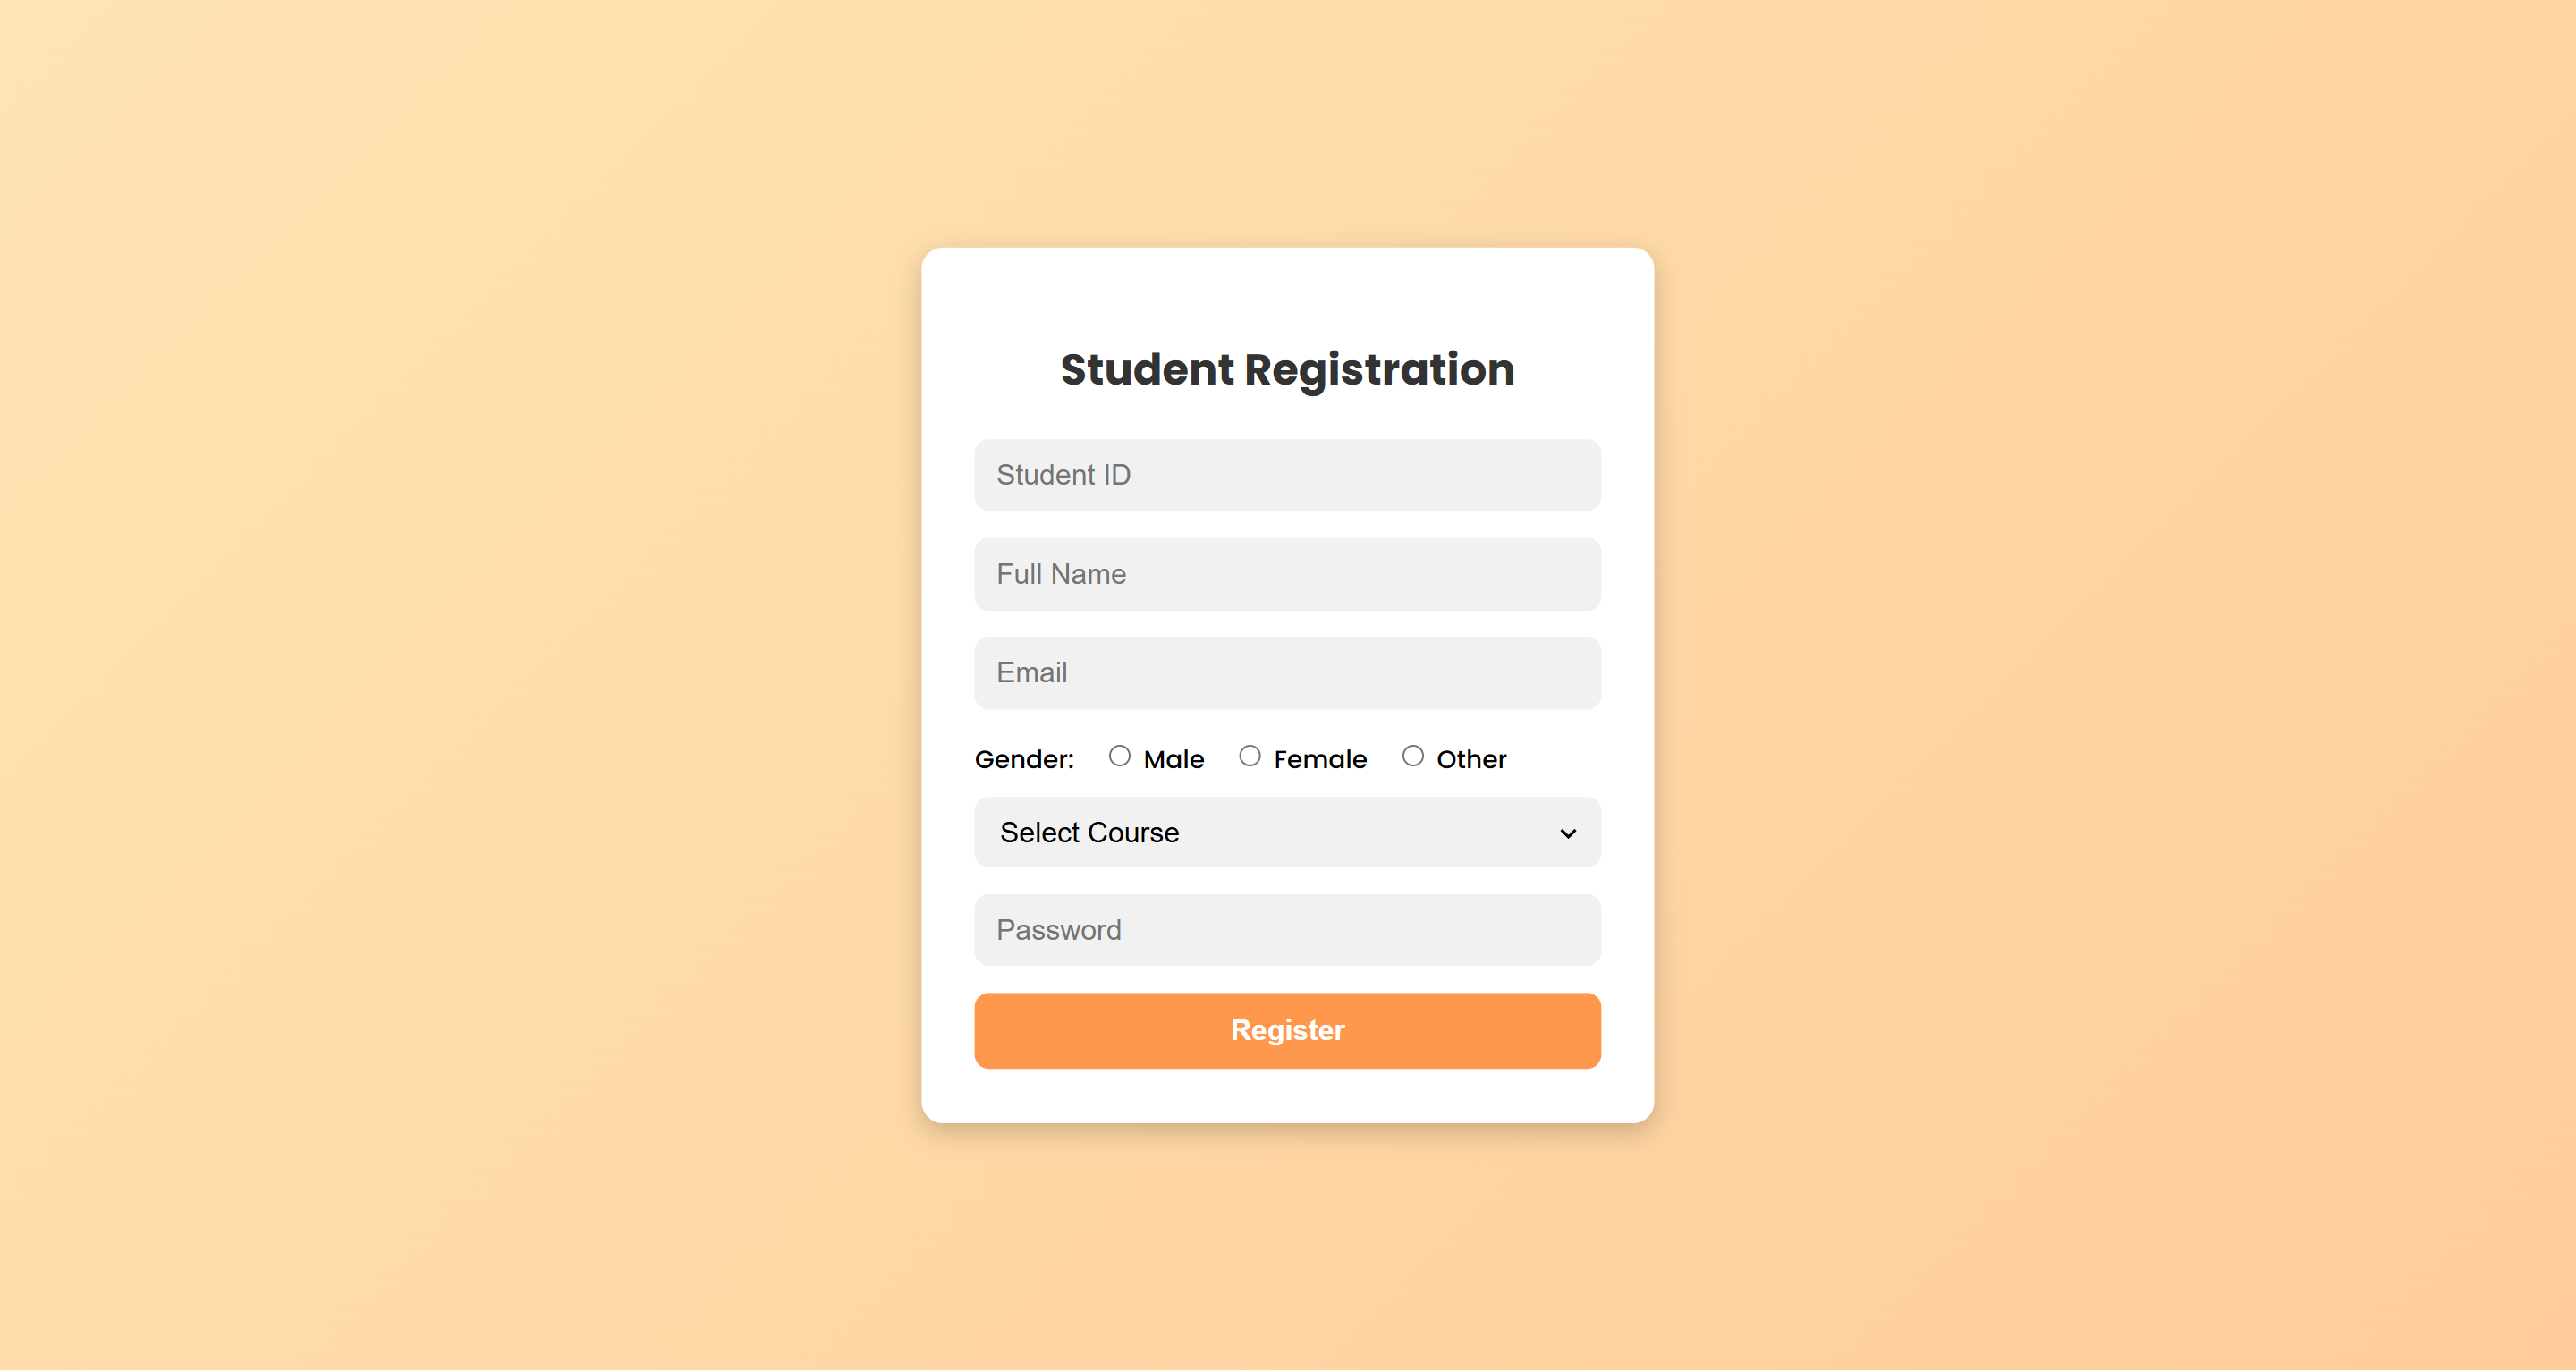 Student Registration
Student ID
Full Name
Email
Gender: Male Female Other
Select Course
Password
Register